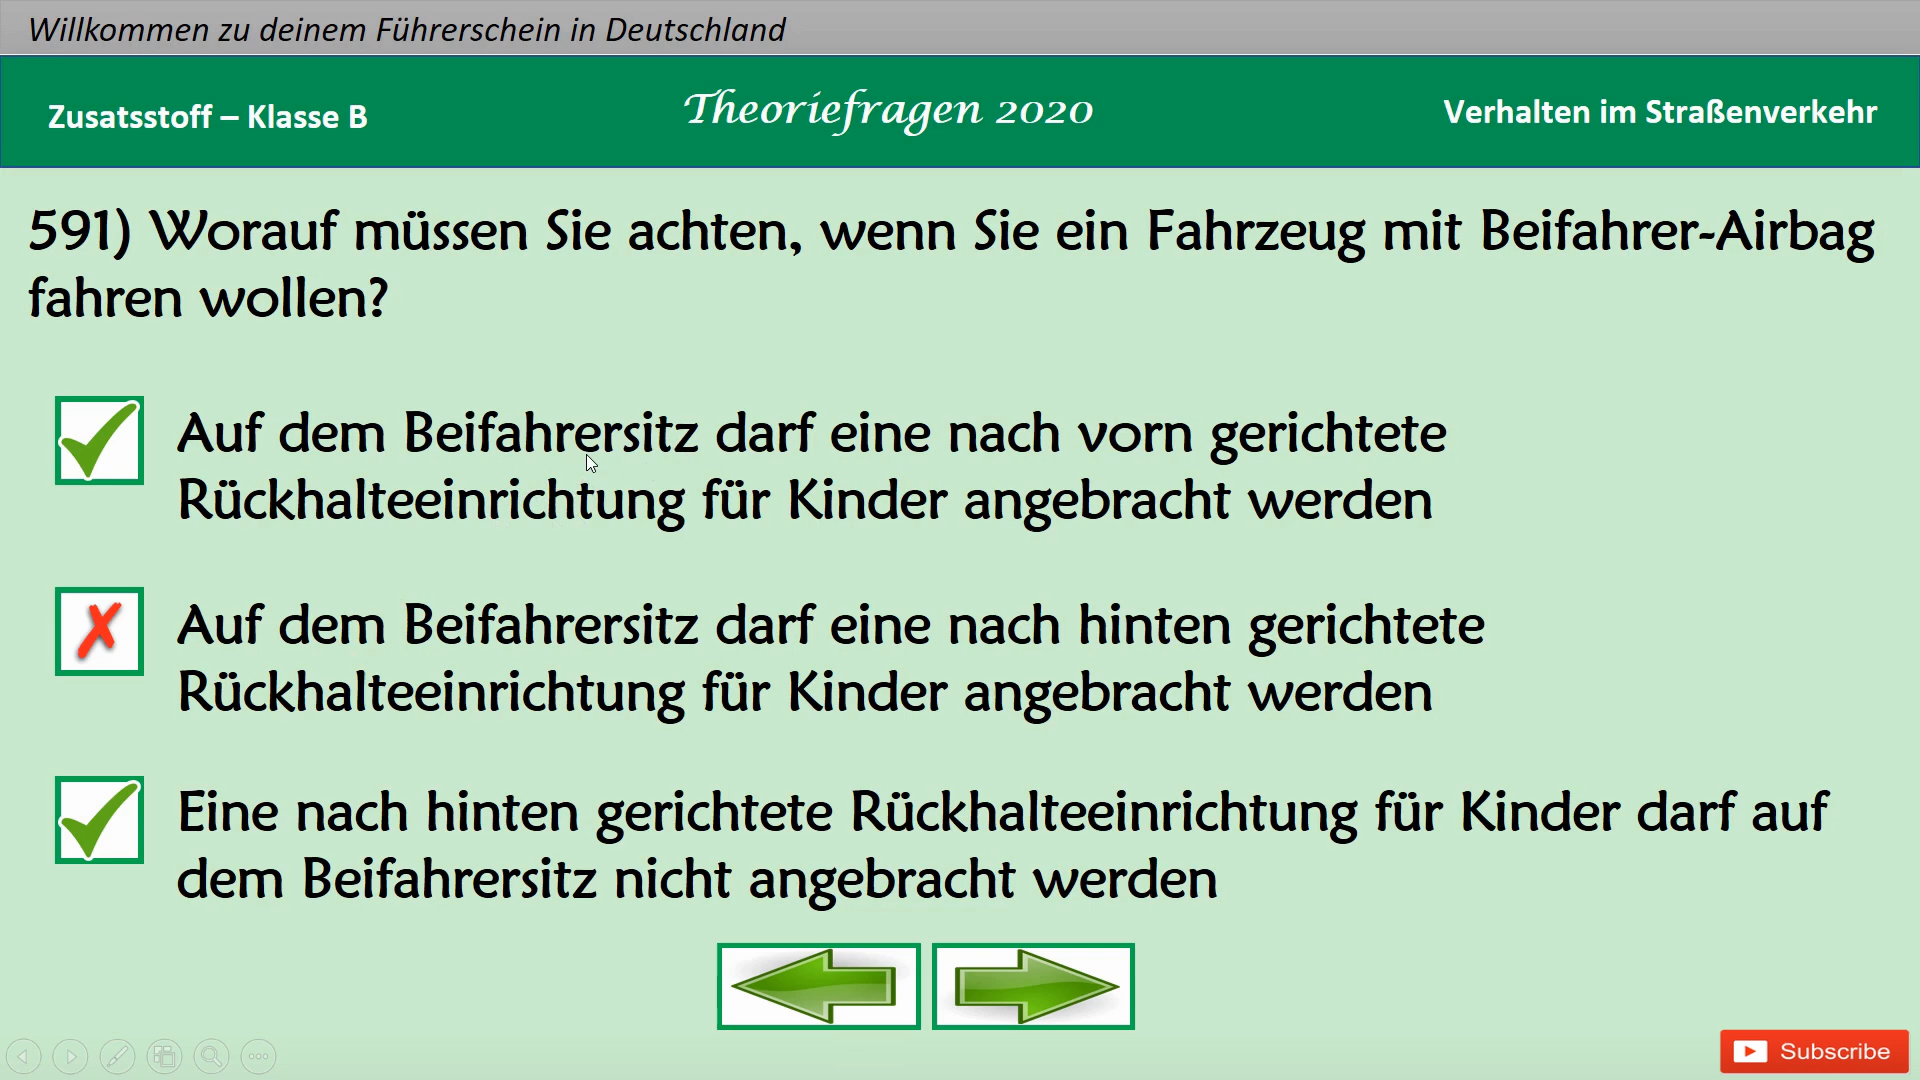 Willkommen zu deinem Führerschein in Deutschland
Zusatsstoff – Klasse B
Theoriefragen 2020
Verhalten im Straßenverkehr
591) Worauf müssen Sie achten, wenn Sie ein Fahrzeug mit Beifahrer-Airbag
fahren wollen?
Auf dem Beifahrersitz darf eine nach vorn gerichtete
Rückhalteeinrichtung für Kinder angebracht werden
Auf dem Beifahrersitz darf eine nach hinten gerichtete
Rückhalteeinrichtung für Kinder angebracht werden
Eine nach hinten gerichtete Rückhalteeinrichtung für Kinder darf auf
dem Beifahrersitz nicht angebracht werden
Subscribe